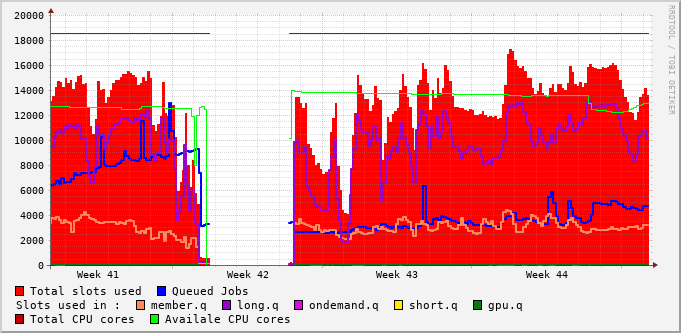 RRDTOOL / TOBI OETIKER
20000
18000
16000
14000
12000
10000
8000
6000
4000
2000
0
Week 41 Week 42 Week 43 Week 44
Total slots used Queued Jobs
Slots used in : member.q long.q ondemand.q short.q gpu.q
Total CPU cores Availale CPU cores